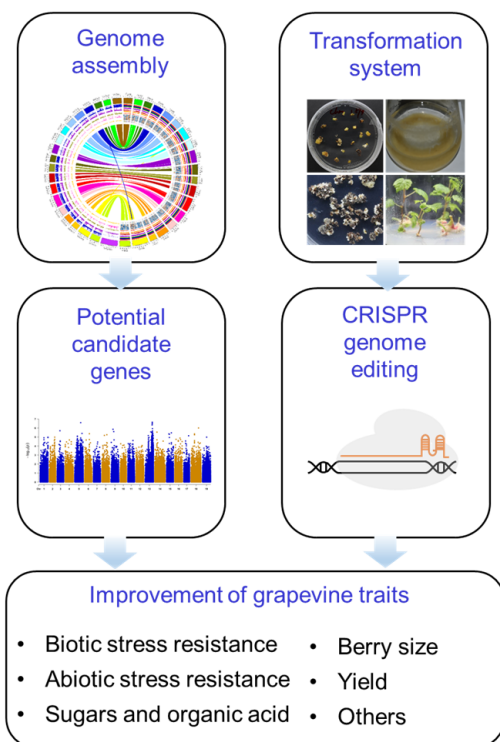 Genome
assembly
Transformation
system
Potential
candidate
genes
CRISPR
genome
editing
Improvement of grapevine traits
• Biotic stress resistance
• Abiotic stress resistance
• Sugars and organic acid
• Berry size
• Yield
• Others